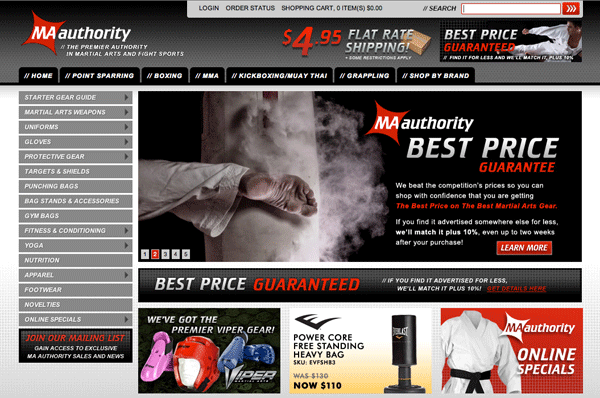 LOGIN ORDER STATUS SHOPPING CART, 0 ITEM(S) $0.00
// SEARCH
MAauthority
// THE PREMIER AUTHORITY
IN MARTIAL ARTS AND FIGHT SPORTS
$4.95 FLAT RATE
SHIPPING!*
* SOME RESTRICTIONS APPLY
BEST PRICE
GUARANTEED
// FIND IT FOR LESS AND WE'LL MATCH IT, PLUS 10%
// HOME
// POINT SPARRING
// BOXING
// MMA
// KICKBOXING/MUAY THAI
// GRAPPLING
// SHOP BY BRAND
STARTER GEAR GUIDE
MARTIAL ARTS WEAPONS
UNIFORMS
GLOVES
PROTECTIVE GEAR
TARGETS & SHIELDS
PUNCHING BAGS
BAG STANDS & ACCESSORIES
GYM BAGS
FITNESS & CONDITIONING
YOGA
NUTRITION
APPAREL
FOOTWEAR
NOVELTIES
ONLINE SPECIALS
JOIN OUR MAILING LIST
GAIN ACCESS TO EXCLUSIVE
MA AUTHORITY SALES AND NEWS
MAauthority
BEST PRICE
GUARANTEE
We beat the competition's prices so you can
shop with confidence that you are getting
The Best Price on The Best Martial Arts Gear.
If you find it advertised somewhere else for less,
we'll match it plus 10%, even up to two weeks
after your purchase!
LEARN MORE
1 2 3 4 5
BEST PRICE GUARANTEED
// IF YOU FIND IT ADVERTISED FOR LESS,
WE'LL MATCH IT PLUS 10%! GET DETAILS HERE
WE'VE GOT THE
PREMIER VIPER GEAR!
VIPER
MARTIAL ARTS
POWER CORE
FREE STANDING
HEAVY BAG
SKU: EVFSHB3
WAS $130
NOW $110
EVERLAST
MAauthority
ONLINE
SPECIALS